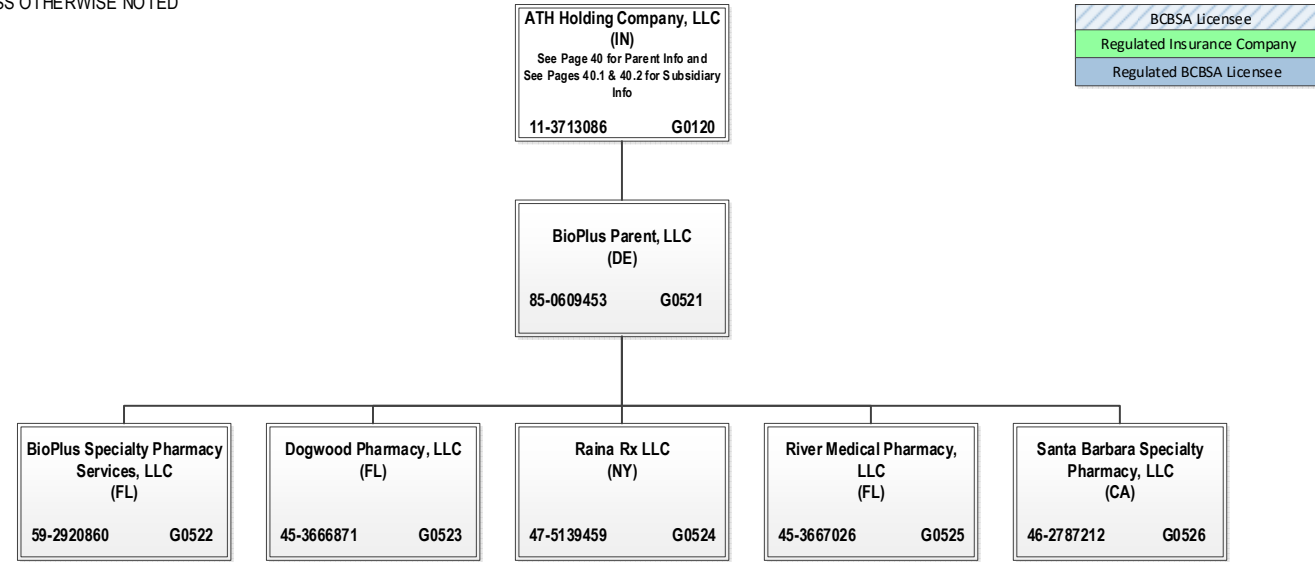 OTHERWISE NOTED
BCBSA Licensee
Regulated Insurance Company
Regulated BCBSA Licensee
ATH Holding Company, LLC
(IN)
See Page 40 for Parent Info and
See Pages 40.1 & 40.2 for Subsidiary
Info
11-3713086 G0120
BioPlus Parent, LLC
(DE)
85-0609453 G0521
BioPlus Specialty Pharmacy
Services, LLC
(FL)
59-2920860 G0522
Dogwood Pharmacy, LLC
(FL)
45-3666871 G0523
Raina Rx LLC
(NY)
47-5139459 G0524
River Medical Pharmacy,
LLC
(FL)
45-3667026 G0525
Santa Barbara Specialty
Pharmacy, LLC
(CA)
46-2787212 G0526